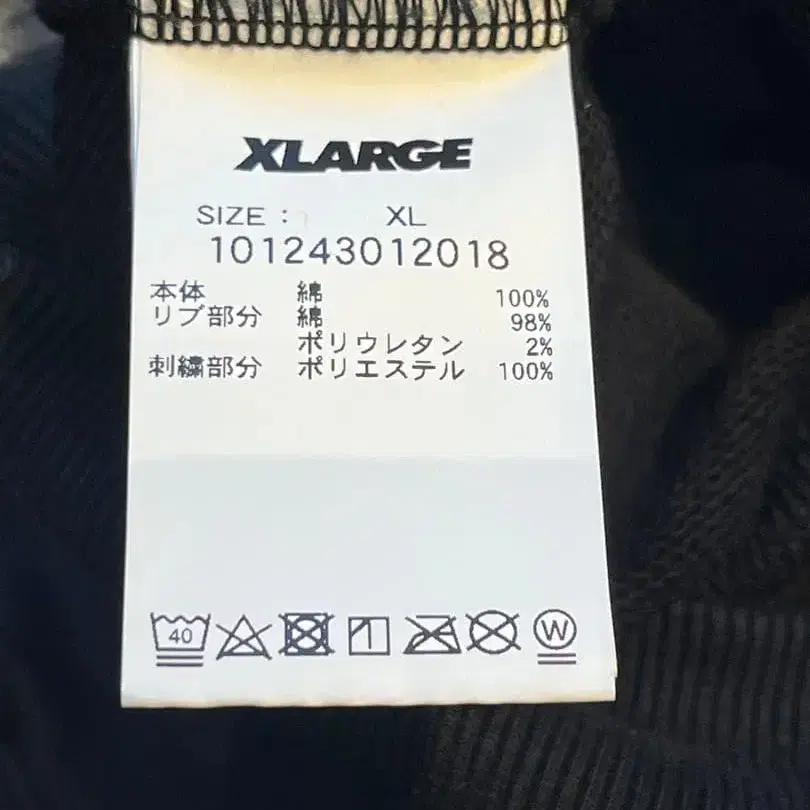 XLARGE
SIZE : XL
101243012018
本体 綿 100%
リブ部分 綿 98%
ポリウレタン 2%
刺繍部分 ポリエステル 100%
40 W